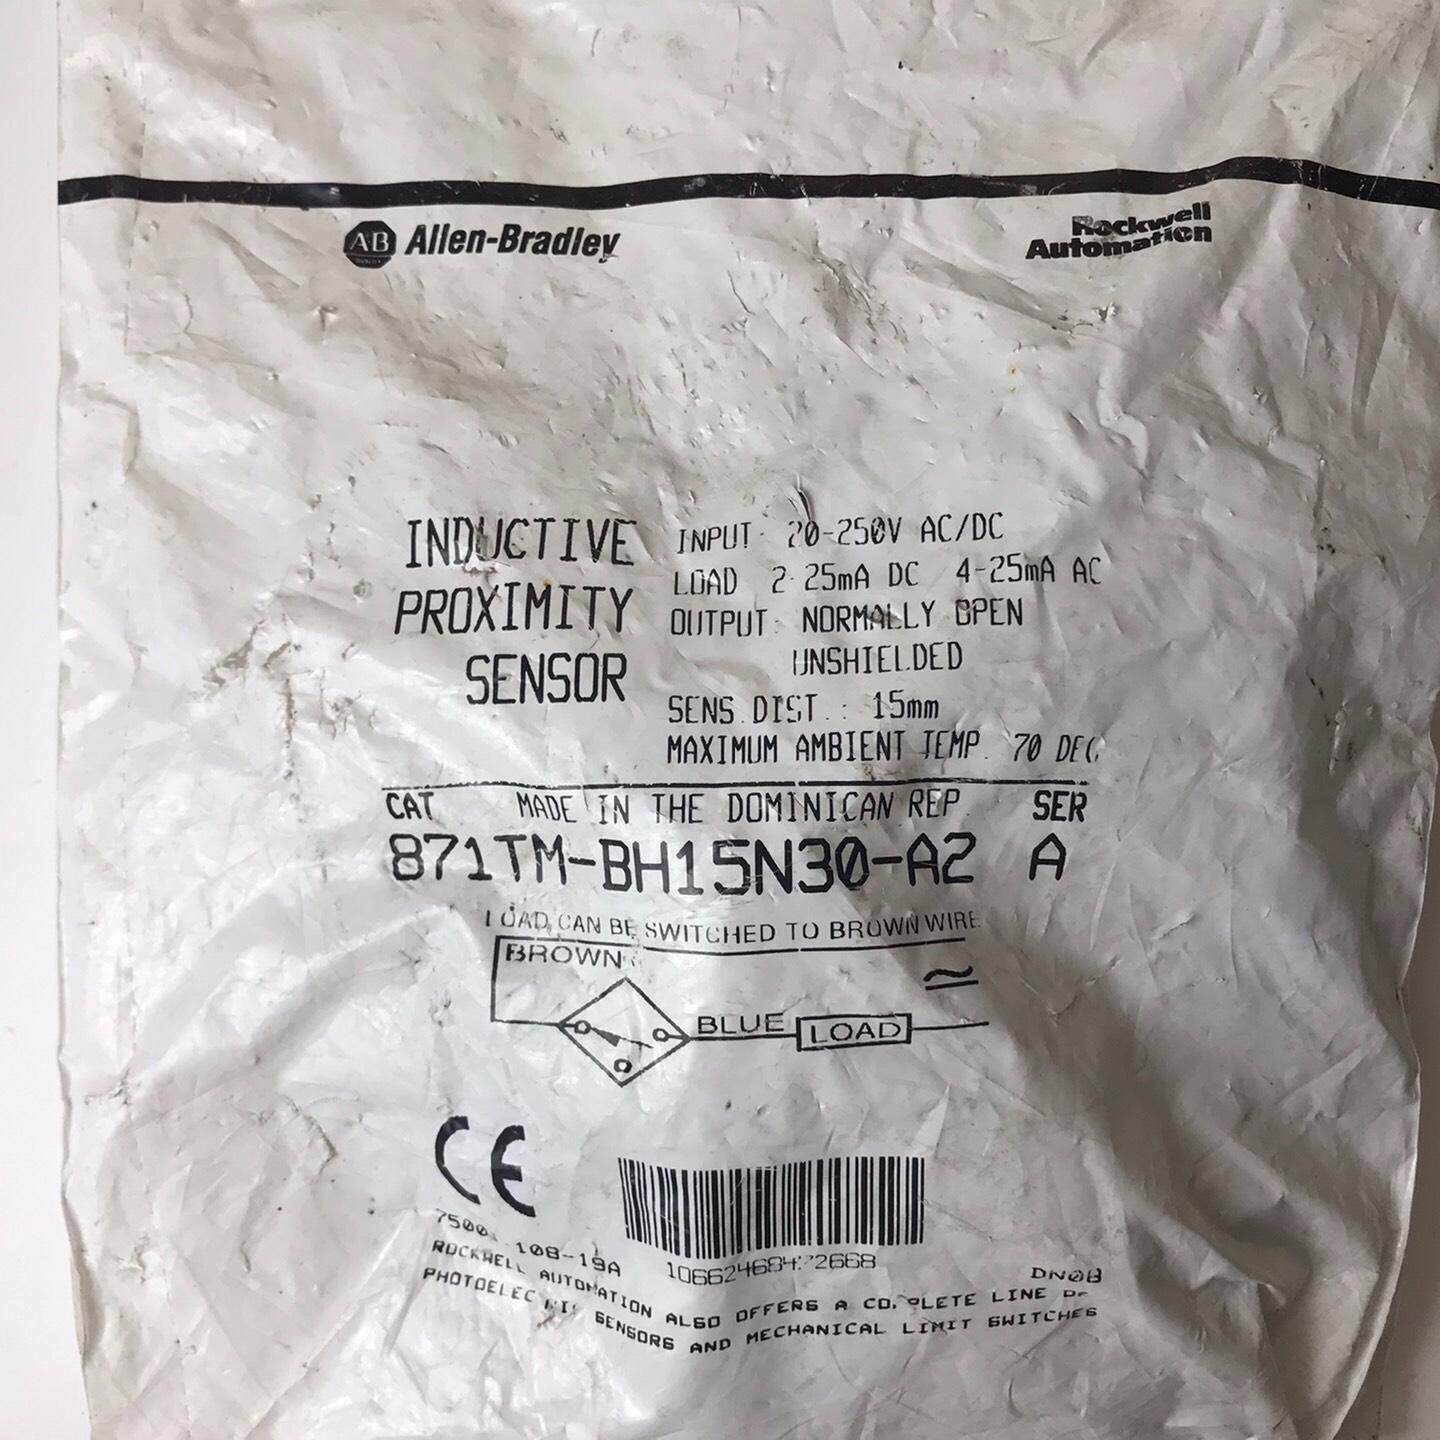 AB QUALITY Allen-Bradley
Rockwell
Automation
INDUCTIVE
PROXIMITY
SENSOR
INPUT: 20-250V AC/DC
LOAD 2-25mA DC 4-25mA AC
OUTPUT: NORMALLY OPEN
UNSHIELDED
SENS. DIST.: 15mm
MAXIMUM AMBIENT TEMP. 70 DEG
CAT MADE IN THE DOMINICAN REP. SER
871TM-BH15N30-A2 A
LOAD CAN BE SWITCHED TO BROWN WIRE
BROWN
BLUE LOAD
CE
108-19A
DN08
ROCKWELL AUTOMATION ALSO OFFERS A COMPLETE LINE OF
PHOTOELECTRIC SENSORS AND MECHANICAL LIMIT SWITCHES